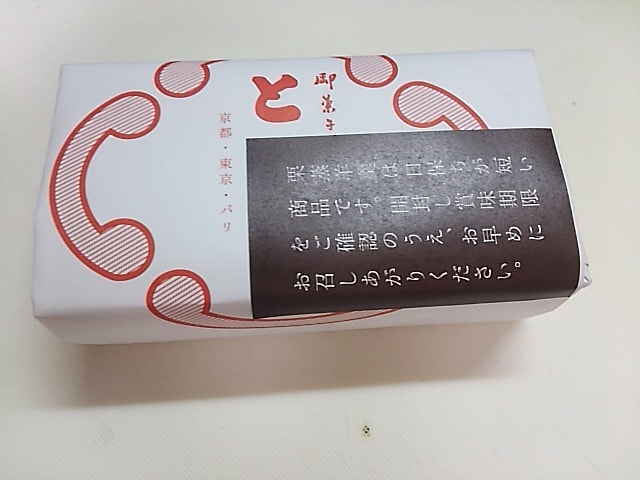 御菓子
と
京都・東京・パリ
栗蒸羊羹は日保ちが短い
商品です。開封し賞味期限
をご確認のうえ、お早めに
お召しあがりください。